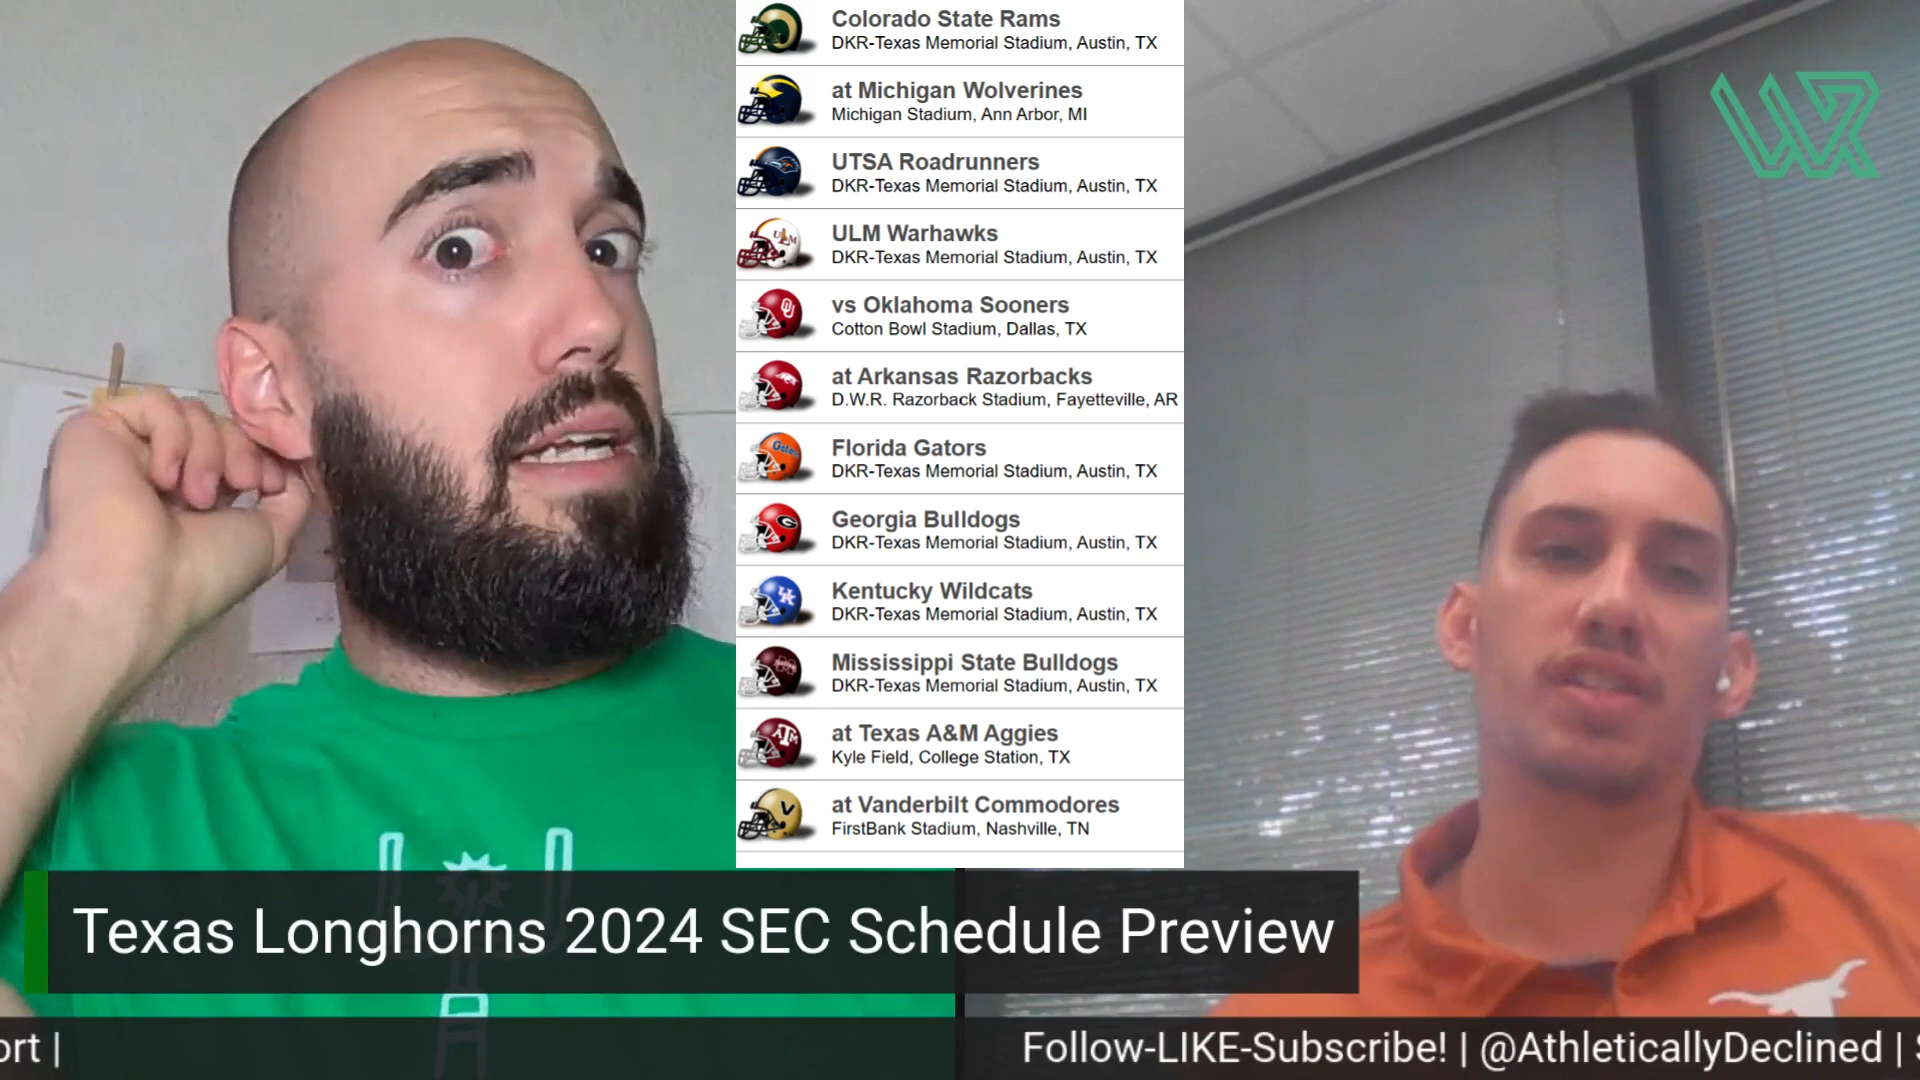 Colorado State Rams
DKR-Texas Memorial Stadium, Austin, TX
at Michigan Wolverines
Michigan Stadium, Ann Arbor, MI
UTSA Roadrunners
DKR-Texas Memorial Stadium, Austin, TX
ULM Warhawks
DKR-Texas Memorial Stadium, Austin, TX
vs Oklahoma Sooners
Cotton Bowl Stadium, Dallas, TX
at Arkansas Razorbacks
D.W.R. Razorback Stadium, Fayetteville, AR
Florida Gators
DKR-Texas Memorial Stadium, Austin, TX
Georgia Bulldogs
DKR-Texas Memorial Stadium, Austin, TX
Kentucky Wildcats
DKR-Texas Memorial Stadium, Austin, TX
Mississippi State Bulldogs
DKR-Texas Memorial Stadium, Austin, TX
at Texas A&M Aggies
Kyle Field, College Station, TX
at Vanderbilt Commodores
FirstBank Stadium, Nashville, TN
Texas Longhorns 2024 SEC Schedule Preview
ort | Follow-LIKE-Subscribe! | @AthleticallyDeclined |